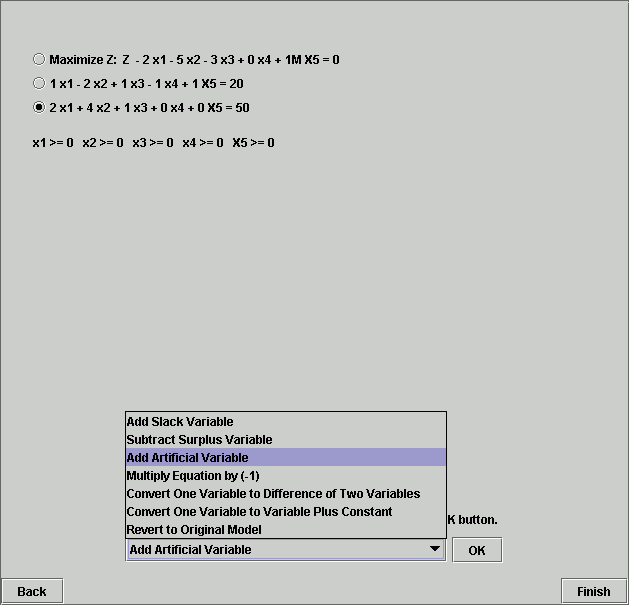 Maximize Z: Z - 2 x1 - 5 x2 - 3 x3 + 0 x4 + 1M X5 = 0
1 x1 - 2 x2 + 1 x3 - 1 x4 + 1 X5 = 20
2 x1 + 4 x2 + 1 x3 + 0 x4 + 0 X5 = 50
x1 >= 0 x2 >= 0 x3 >= 0 x4 >= 0 X5 >= 0
Add Slack Variable
Subtract Surplus Variable
Add Artificial Variable
Multiply Equation by (-1)
Convert One Variable to Difference of Two Variables
Convert One Variable to Variable Plus Constant
K button.
Revert to Original Model
Add Artificial Variable
OK
Back
Finish